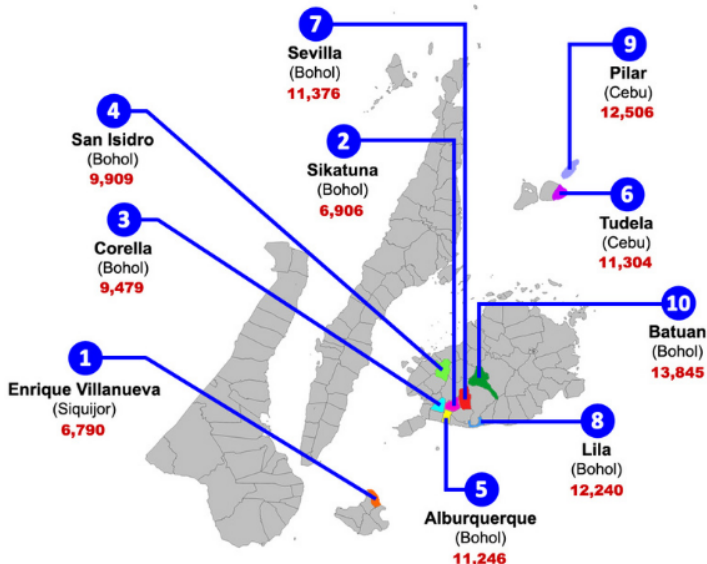 7
Sevilla
(Bohol)
11,376
9
Pilar
(Cebu)
12,506
4
San Isidro
(Bohol)
9,909
2
Sikatuna
(Bohol)
6,906
6
Tudela
(Cebu)
11,304
3
Corella
(Bohol)
9,479
10
Batuan
(Bohol)
13,845
1
Enrique Villanueva
(Siquijor)
6,790
8
Lila
(Bohol)
12,240
5
Alburquerque
(Bohol)
11,246